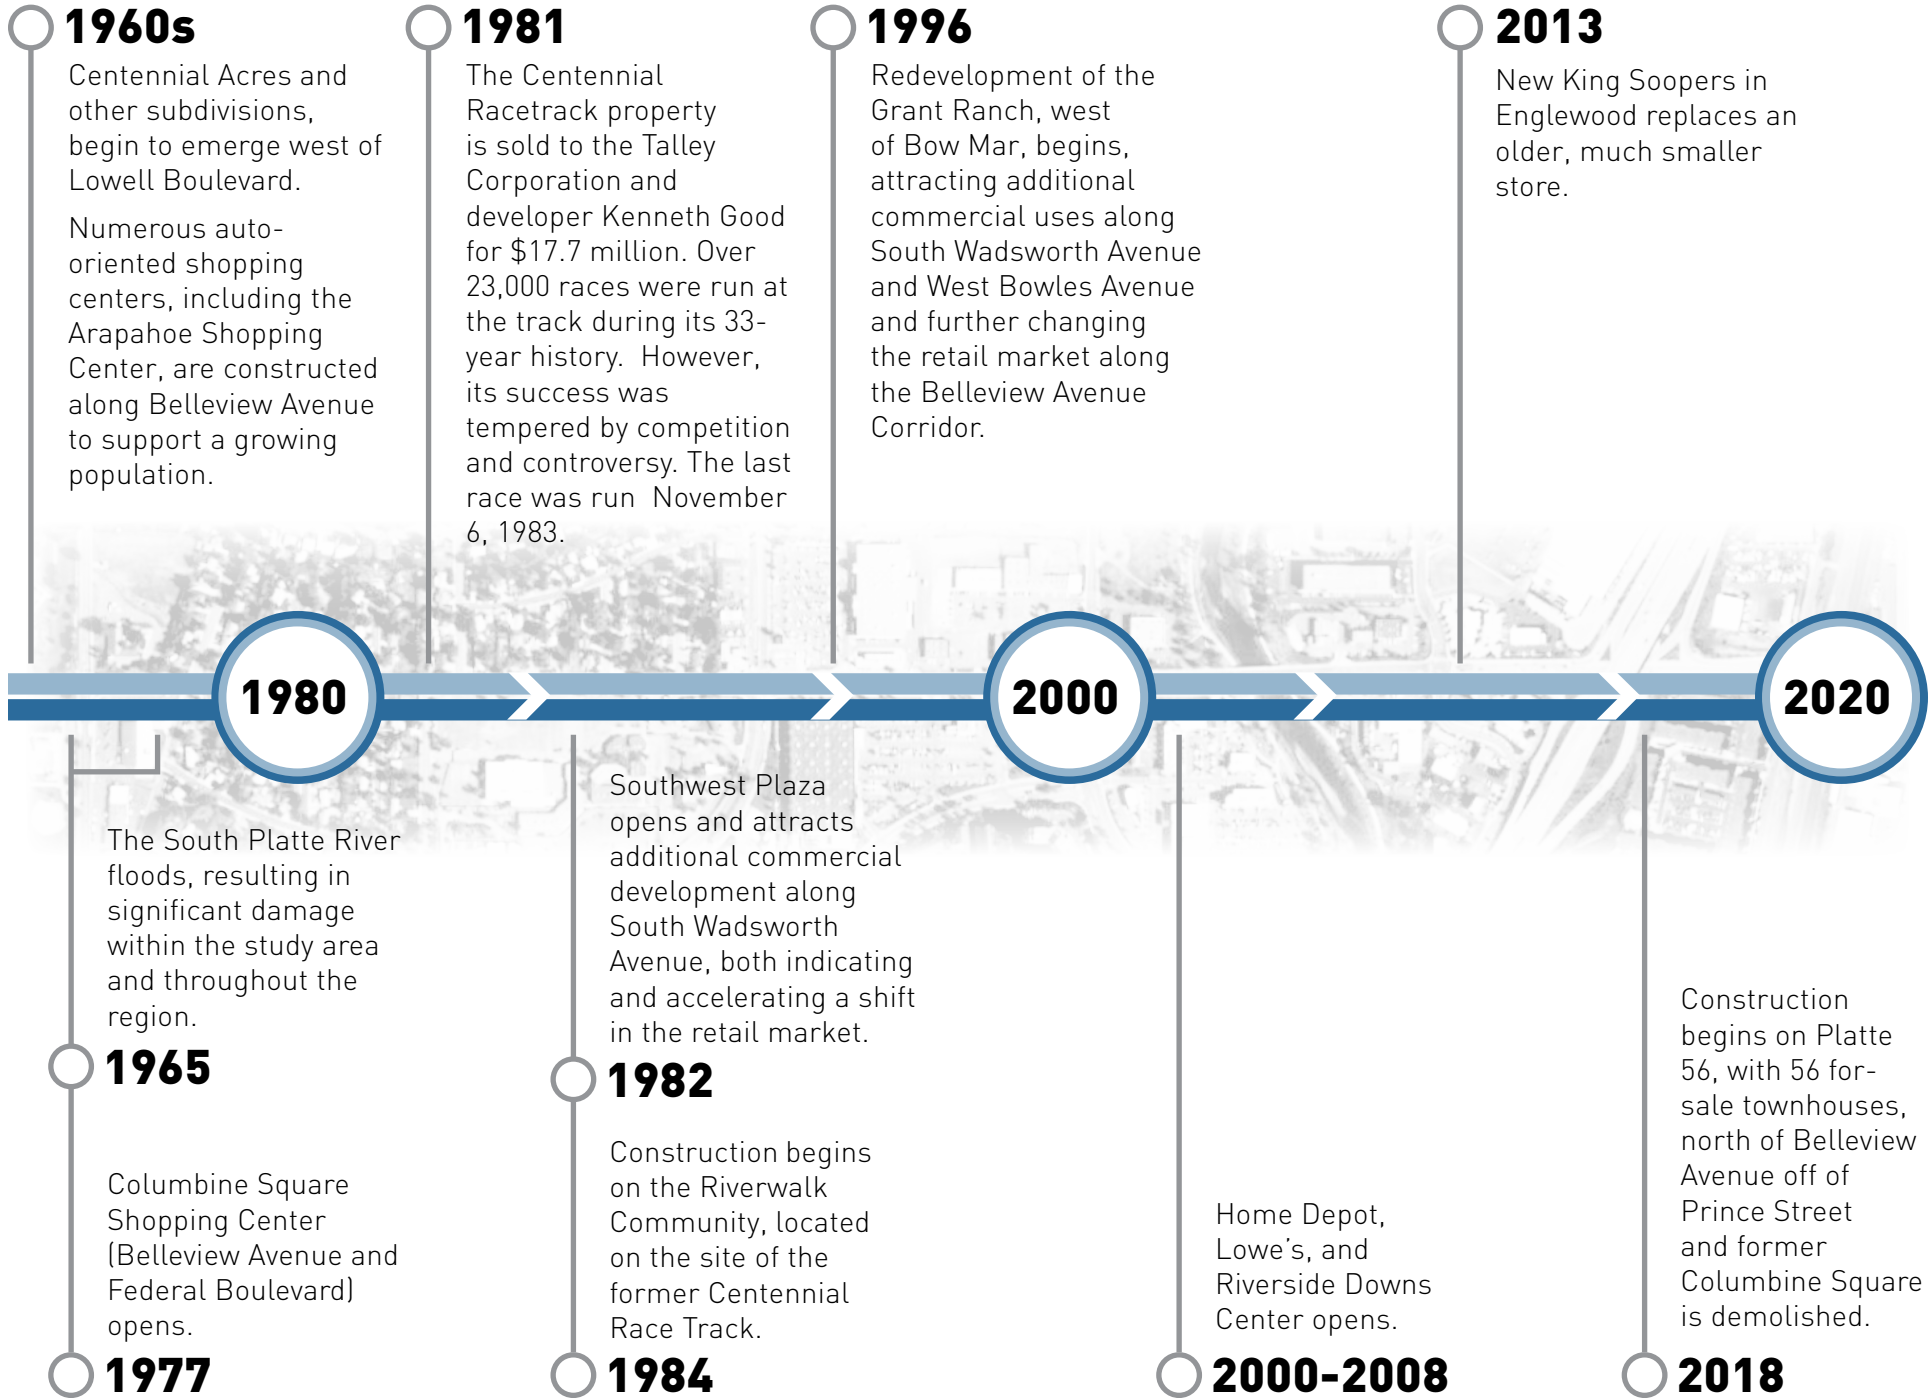 1960s
Centennial Acres and
other subdivisions,
begin to emerge west of
Lowell Boulevard.
Numerous auto-
oriented shopping
centers, including the
Arapahoe Shopping
Center, are constructed
along Belleview Avenue
to support a growing
population.
1981
The Centennial
Racetrack property
is sold to the Talley
Corporation and
developer Kenneth Good
for $17.7 million. Over
23,000 races were run at
the track during its 33-
year history.  However,
its success was
tempered by competition
and controversy. The last
race was run  November
6, 1983.
1996
Redevelopment of the
Grant Ranch, west
of Bow Mar, begins,
attracting additional
commercial uses along
South Wadsworth Avenue
and West Bowles Avenue
and further changing
the retail market along
the Belleview Avenue
Corridor.
2013
New King Soopers in
Englewood replaces an
older, much smaller
store.
1980
2000
2020
The South Platte River
floods, resulting in
significant damage
within the study area
and throughout the
region.
1965
Columbine Square
Shopping Center
(Belleview Avenue and
Federal Boulevard)
opens.
1977
Southwest Plaza
opens and attracts
additional commercial
development along
South Wadsworth
Avenue, both indicating
and accelerating a shift
in the retail market.
1982
Construction begins
on the Riverwalk
Community, located
on the site of the
former Centennial
Race Track.
1984
Home Depot,
Lowe's, and
Riverside Downs
Center opens.
2000-2008
Construction
begins on Platte
56, with 56 for-
sale townhouses,
north of Belleview
Avenue off of
Prince Street
and former
Columbine Square
is demolished.
2018